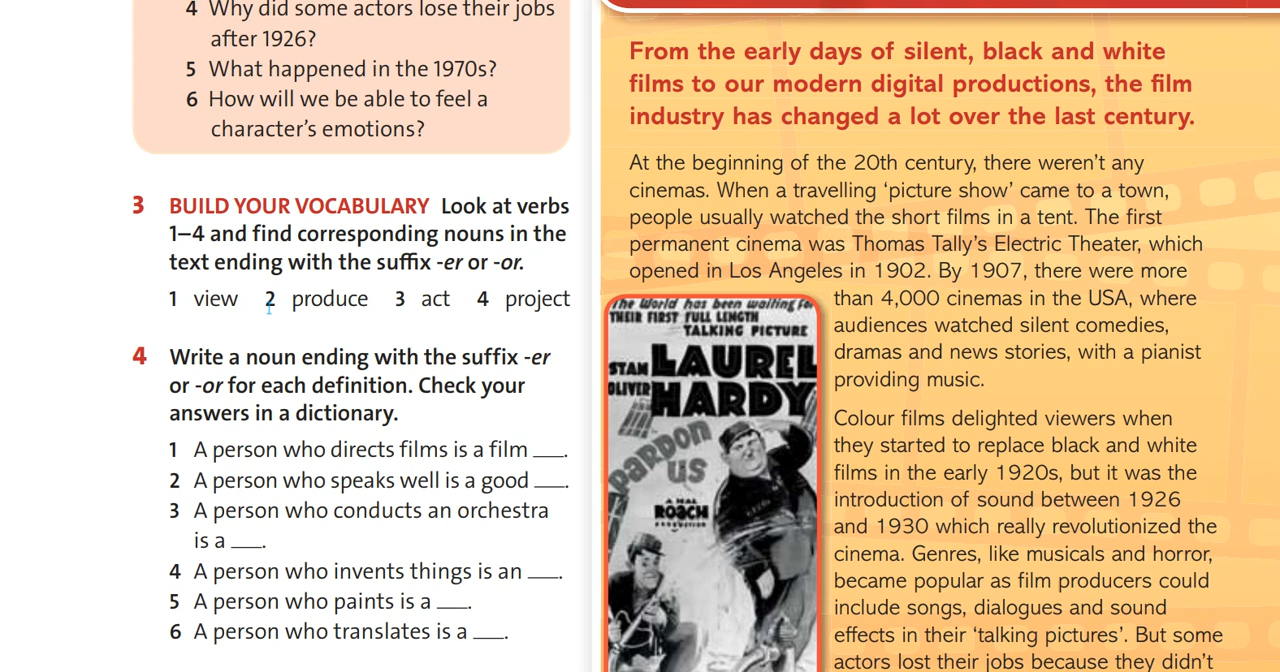 4 Why did some actors lose their jobs
after 1926?
5 What happened in the 1970s?
6 How will we be able to feel a
character's emotions?
3 BUILD YOUR VOCABULARY Look at verbs
1–4 and find corresponding nouns in the
text ending with the suffix -er or -or.
1 view 2 produce 3 act 4 project
4 Write a noun ending with the suffix -er
or -or for each definition. Check your
answers in a dictionary.
1 A person who directs films is a film ___.
2 A person who speaks well is a good ___.
3 A person who conducts an orchestra
is a ___.
4 A person who invents things is an ___.
5 A person who paints is a ___.
6 A person who translates is a ___.
From the early days of silent, black and white
films to our modern digital productions, the film
industry has changed a lot over the last century.
At the beginning of the 20th century, there weren't any
cinemas. When a travelling 'picture show' came to a town,
people usually watched the short films in a tent. The first
permanent cinema was Thomas Tally's Electric Theater, which
opened in Los Angeles in 1902. By 1907, there were more
than 4,000 cinemas in the USA, where
audiences watched silent comedies,
dramas and news stories, with a pianist
providing music.
Colour films delighted viewers when
they started to replace black and white
films in the early 1920s, but it was the
introduction of sound between 1926
and 1930 which really revolutionized the
cinema. Genres, like musicals and horror,
became popular as film producers could
include songs, dialogues and sound
effects in their 'talking pictures'. But some
actors lost their jobs because they didn't
The World has been waiting for
THEIR FIRST FULL LENGTH
TALKING PICTURE
STAN LAUREL
OLIVER HARDY
PARDON
US
A HAL
ROACH
PRODUCTION